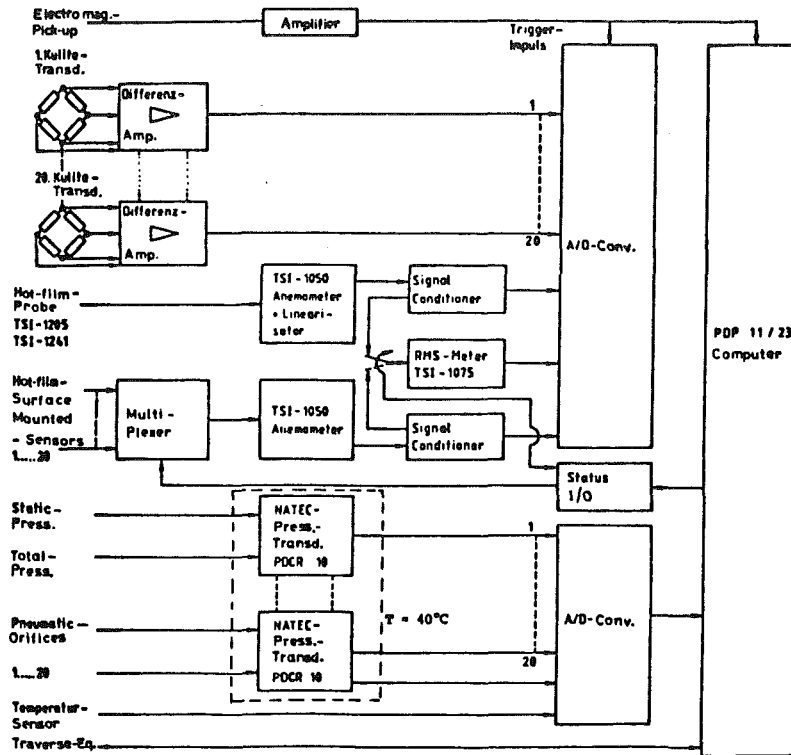 Electromag.-
Pick-up
Amplifier
Trigger-
Impuls
1.Kulite-
Transd.
Differenz-
Amp.
1
20. Kulite-
Transd.
Differenz-
Amp.
20
A/D-Conv.
PDP 11/23
Computer
Hot-film-
Probe
TSI-1205
TSI-1241
TSI-1050
Anemometer
+ Lineari-
sator
Signal
Conditioner
RMS-Meter
TSI-1075
Hot-film-
Surface
Mounted
- Sensors
1.....20
Multi-
Plexer
TSI-1050
Anemometer
Signal
Conditioner
Status
I/O
Static-
Press.
Total-
Press.
NATEC-
Press.-
Transd.
PDCR 10
1
Pneumatic-
Orifices
1.....20
NATEC-
Press.-
Transd.
PDCR 10
T = 40°C
20
A/D-Conv.
Temperatur-
Sensor
Traverse-Eq.